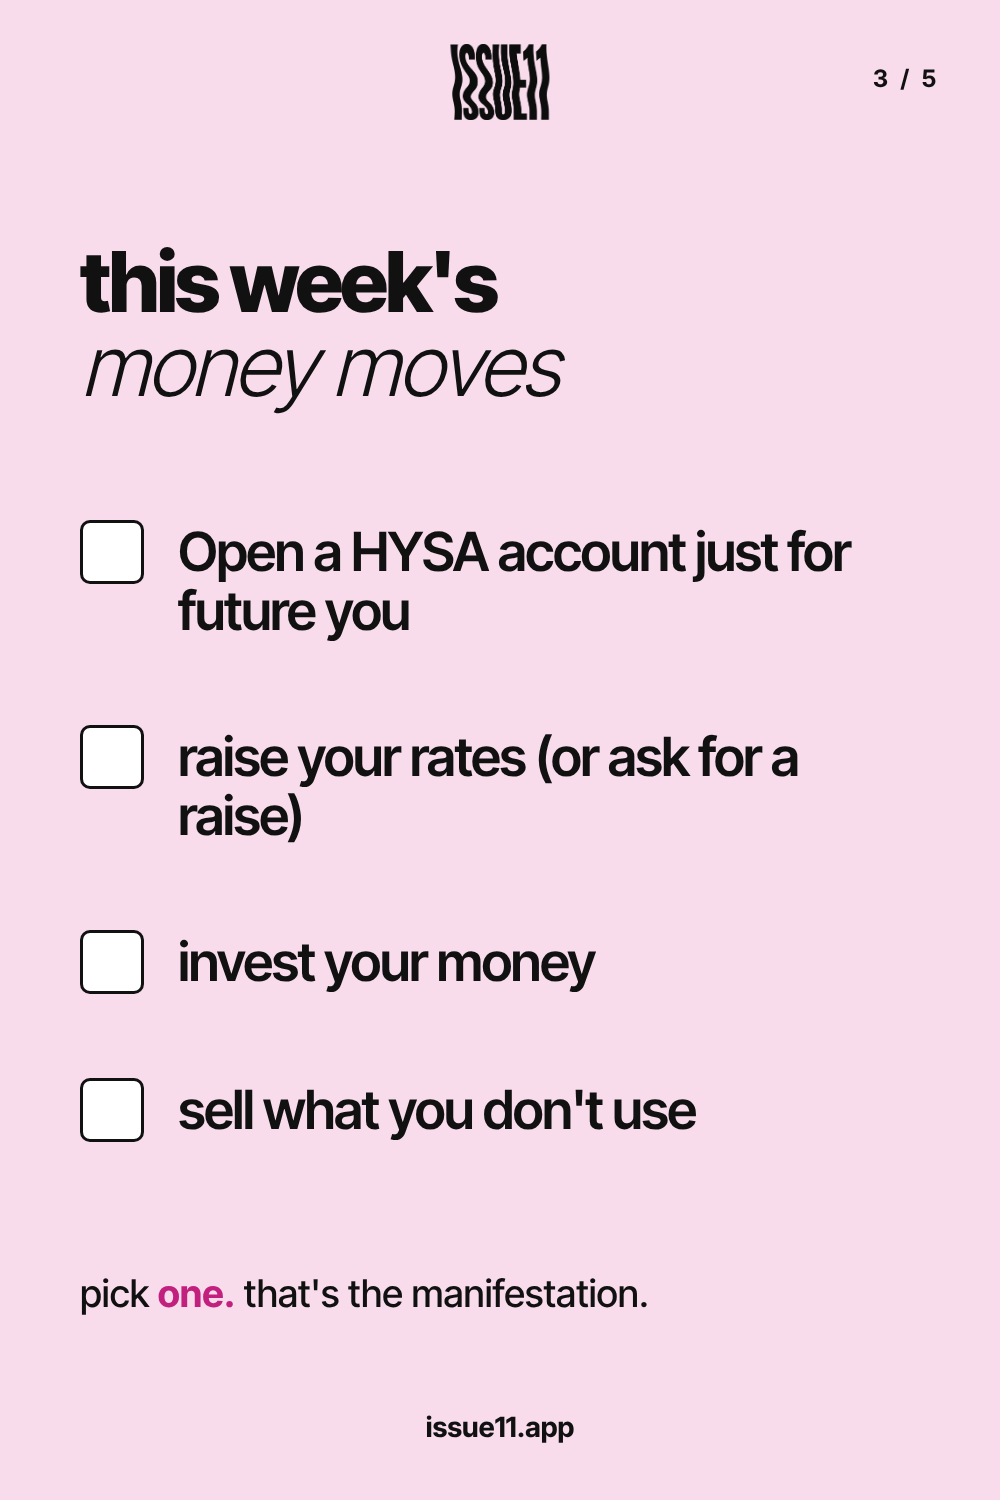 ISSUE11
3 / 5
this week's
money moves
Open a HYSA account just for
future you
raise your rates (or ask for a
raise)
invest your money
sell what you don't use
pick one. that's the manifestation.
issue11.app